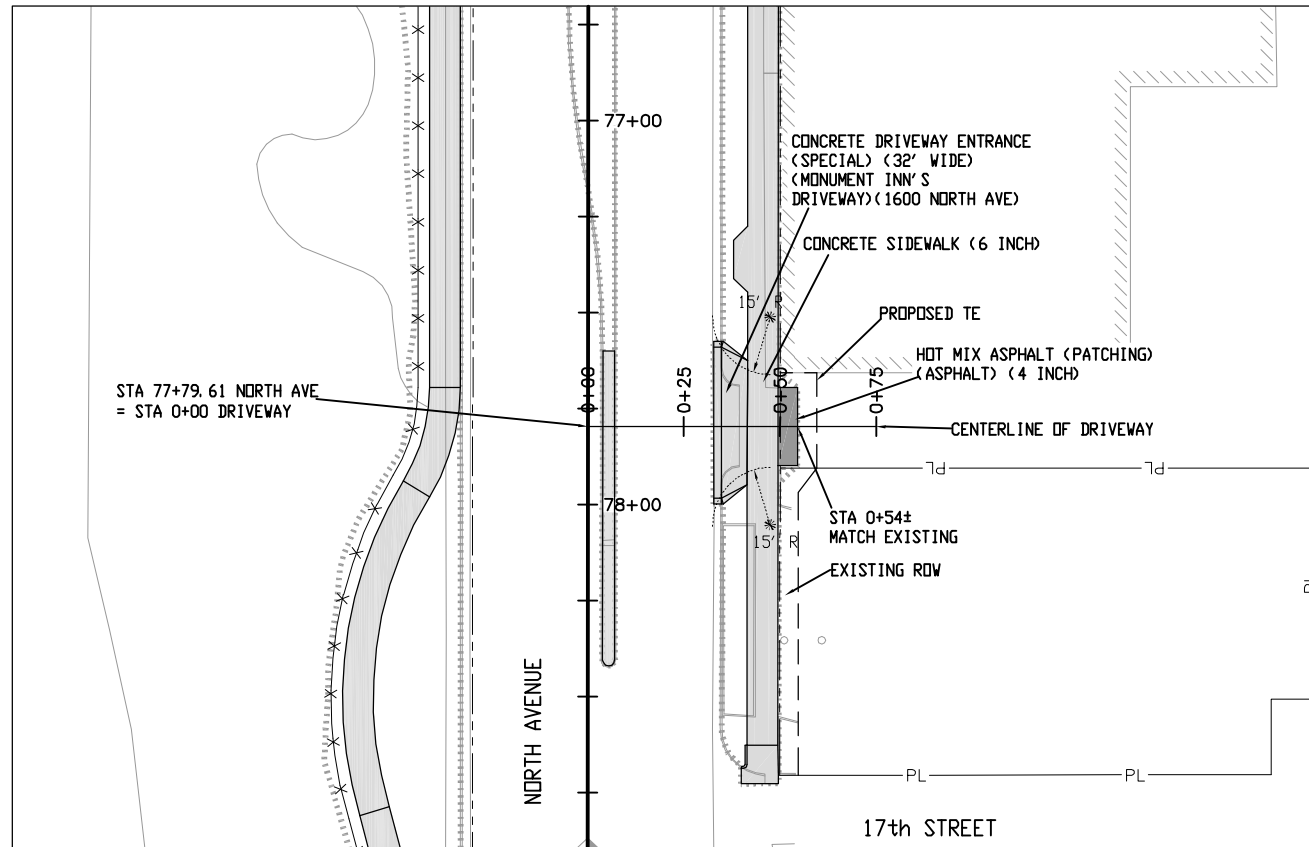 77+00
CONCRETE DRIVEWAY ENTRANCE
(SPECIAL) (32' WIDE)
(MONUMENT INN'S
DRIVEWAY)(1600 NORTH AVE)
CONCRETE SIDEWALK (6 INCH)
15' R
PROPOSED TE
HOT MIX ASPHALT (PATCHING)
(ASPHALT) (4 INCH)
STA 77+79.61 NORTH AVE
= STA 0+00 DRIVEWAY
0+00
0+25
0+50
0+75
CENTERLINE OF DRIVEWAY
PL
PL
78+00
STA 0+54±
MATCH EXISTING
15' R
EXISTING ROW
NORTH AVENUE
PL
PL
17th STREET